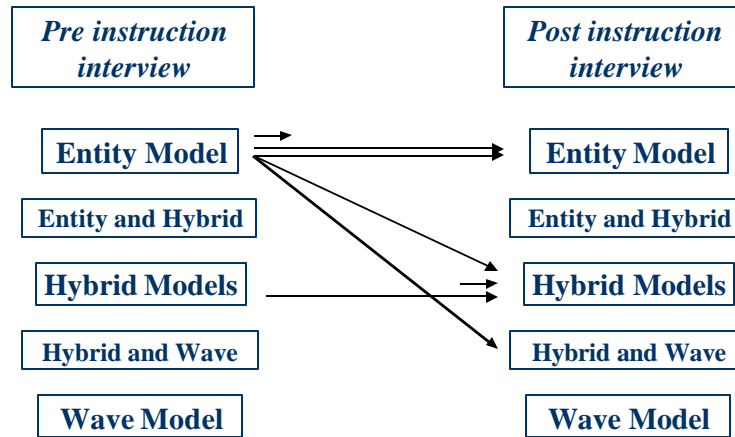 Pre instruction
interview
Post instruction
interview
Entity Model
Entity Model
Entity and Hybrid
Entity and Hybrid
Hybrid Models
Hybrid Models
Hybrid and Wave
Hybrid and Wave
Wave Model
Wave Model